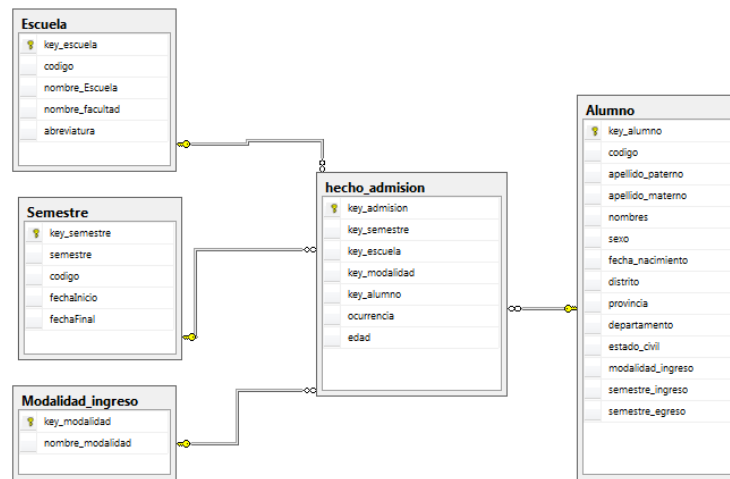 Escuela
key_escuela
codigo
nombre_Escuela
nombre_facultad
abreviatura
Semestre
key_semestre
semestre
codigo
fechaInicio
fechaFinal
Modalidad_ingreso
key_modalidad
nombre_modalidad
hecho_admision
key_admision
key_semestre
key_escuela
key_modalidad
key_alumno
ocurrencia
edad
Alumno
key_alumno
codigo
apellido_paterno
apellido_materno
nombres
sexo
fecha_nacimiento
distrito
provincia
departamento
estado_civil
modalidad_ingreso
semestre_ingreso
semestre_egreso